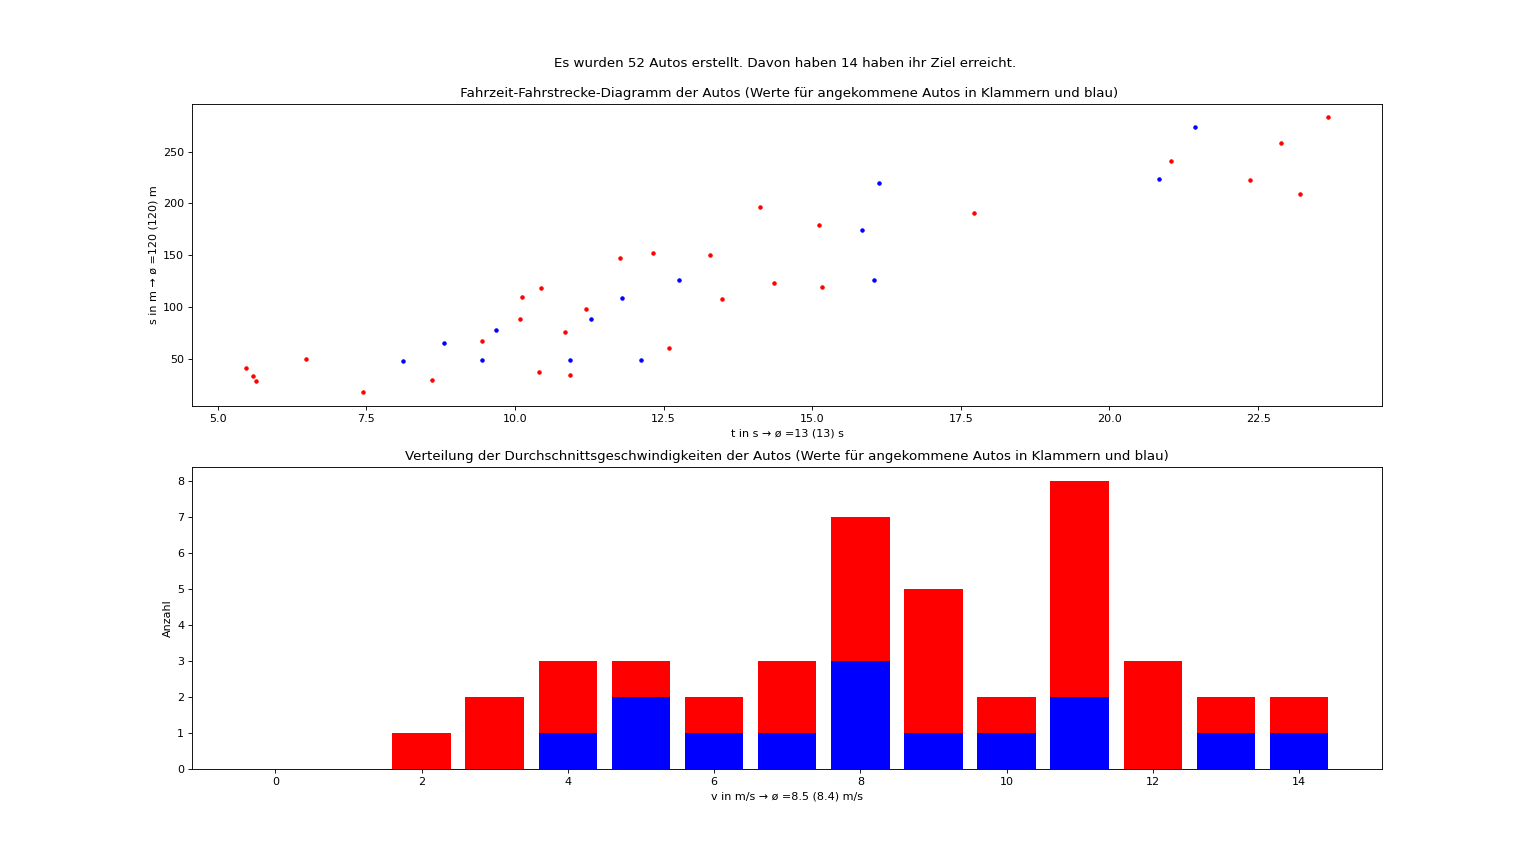 Es wurden 52 Autos erstellt. Davon haben 14 haben ihr Ziel erreicht.
Fahrzeit-Fahrstrecke-Diagramm der Autos (Werte für angekommene Autos in Klammern und blau)
s in m → ø =120 (120) m
250
200
150
100
50
5.0 7.5 10.0 12.5 15.0 17.5 20.0 22.5
t in s → ø =13 (13) s
Verteilung der Durchschnittsgeschwindigkeiten der Autos (Werte für angekommene Autos in Klammern und blau)
Anzahl
8
7
6
5
4
3
2
1
0
0 2 4 6 8 10 12 14
v in m/s → ø =8.5 (8.4) m/s